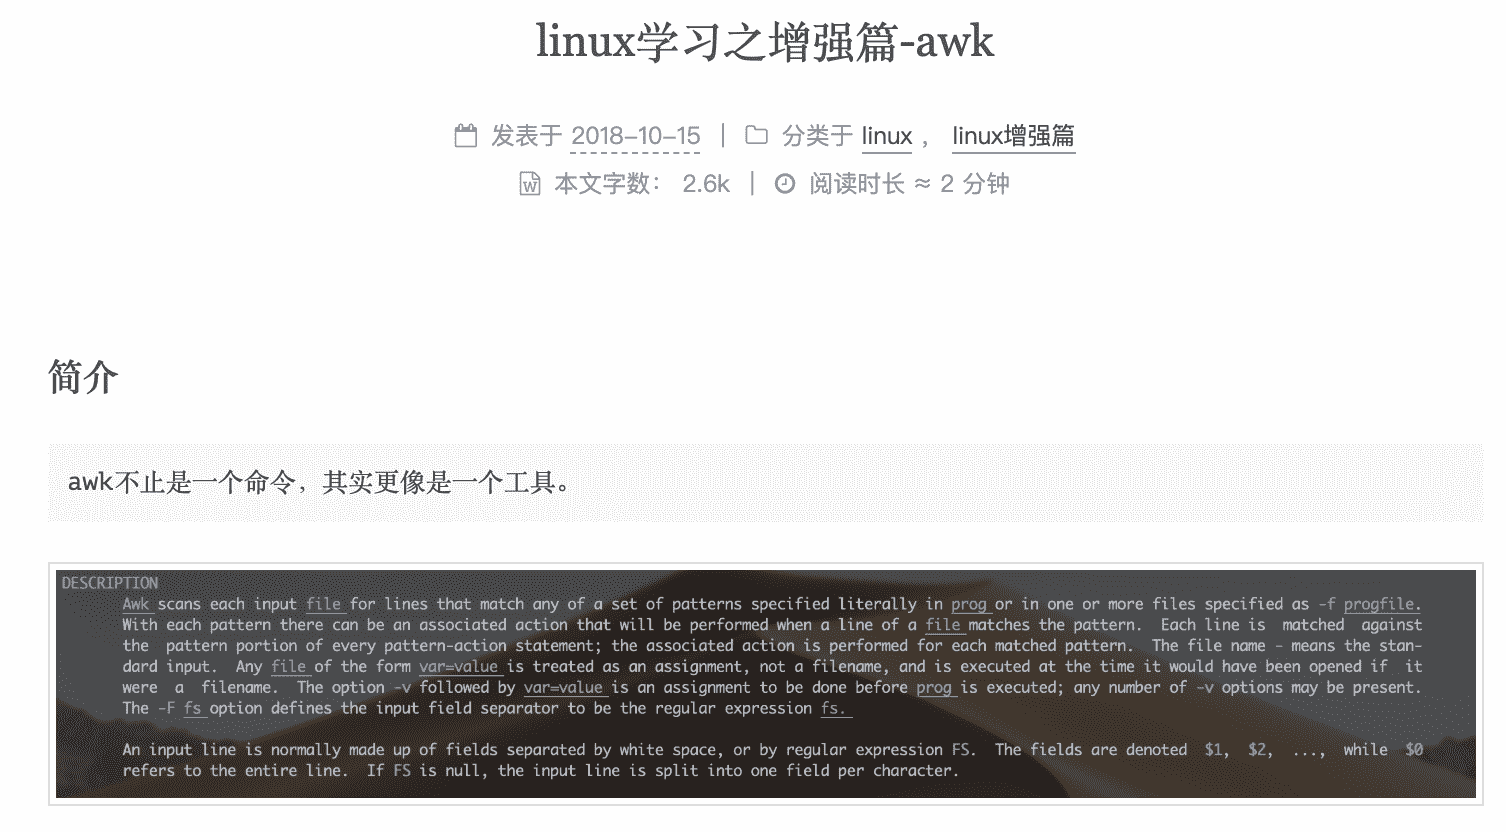 linux学习之增强篇-awk
发表于 2018-10-15 | 分类于 linux ， linux增强篇
本文字数： 2.6k | 阅读时长 ≈ 2 分钟
简介
awk不止是一个命令，其实更像是一个工具。
DESCRIPTION
Awk scans each input file for lines that match any of a set of patterns specified literally in prog or in one or more files specified as -f progfile.
With each pattern there can be an associated action that will be performed when a line of a file matches the pattern.  Each line is  matched  against
the  pattern portion of every pattern-action statement; the associated action is performed for each matched pattern.  The file name - means the stan-
dard input.  Any file of the form var=value is treated as an assignment, not a filename, and is executed at the time it would have been opened if  it
were  a  filename.  The option -v followed by var=value is an assignment to be done before prog is executed; any number of -v options may be present.
The -F fs option defines the input field separator to be the regular expression fs.
An input line is normally made up of fields separated by white space, or by regular expression FS.  The fields are denoted  $1,  $2,  ...,  while  $0
refers to the entire line.  If FS is null, the input line is split into one field per character.